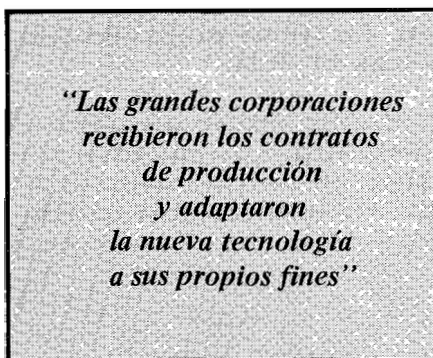 “Las grandes corporaciones
recibieron los contratos
de producción
y adaptaron
la nueva tecnología
a sus propios fines”